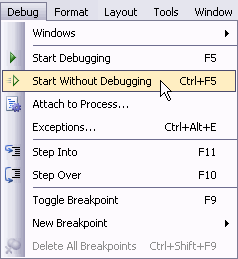 Debug Format Layout Tools Window
Windows
Start Debugging F5
Start Without Debugging Ctrl+F5
Attach to Process...
Exceptions... Ctrl+Alt+E
Step Into F11
Step Over F10
Toggle Breakpoint F9
New Breakpoint
Delete All Breakpoints Ctrl+Shift+F9